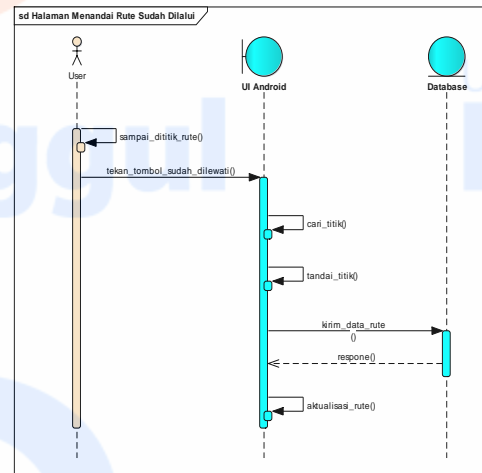 sd Halaman Menandai Rute Sudah Dilalui
User
UI Android
Database
sampai_dititik_rute()
tekan_tombol_sudah_dilewati()
cari_titik()
tandai_titik()
kirim_data_rute
()
respone()
aktualisasi_rute()